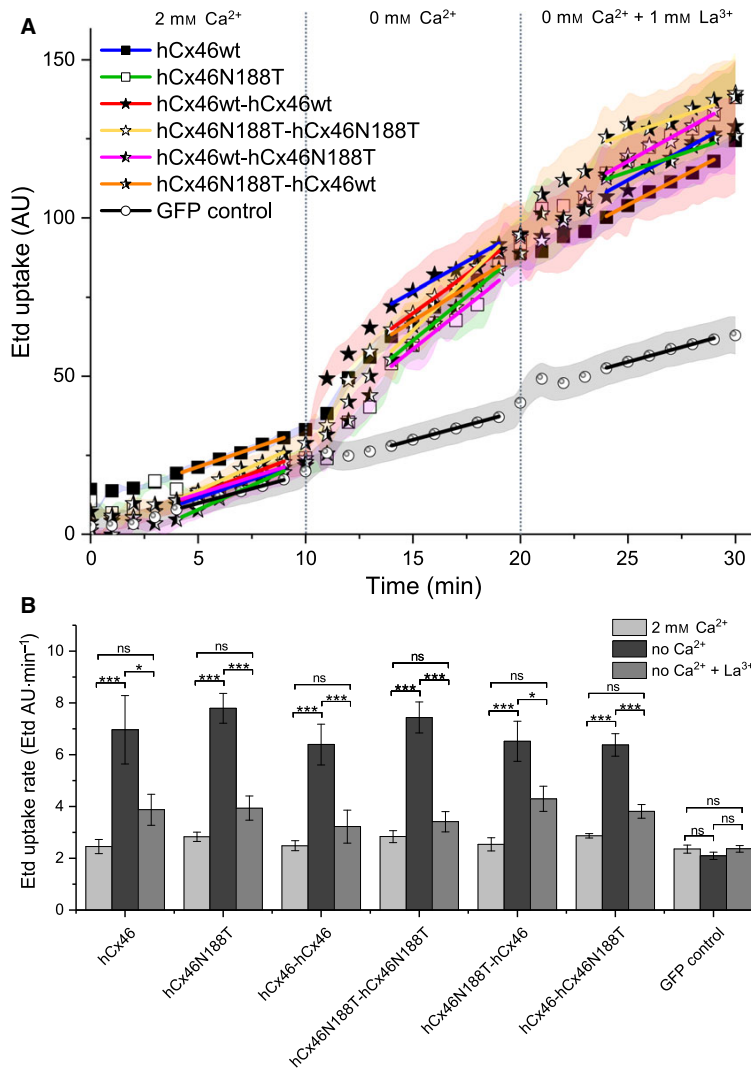 A
2 mM Ca²⁺ 0 mM Ca²⁺ 0 mM Ca²⁺ + 1 mM La³⁺
hCx46wt
hCx46N188T
hCx46wt-hCx46wt
hCx46N188T-hCx46N188T
hCx46wt-hCx46N188T
hCx46N188T-hCx46wt
GFP control
Etd uptake (AU)
150
100
50
0
0 5 10 15 20 25 30
Time (min)
B
Etd uptake rate (Etd AU·min⁻¹)
10
8
6
4
2
0
2 mM Ca²⁺
no Ca²⁺
no Ca²⁺ + La³⁺
ns
*** *
ns
*** ***
ns
*** ***
ns
*** ***
ns
*** *
ns
*** ***
ns
ns ns
hCx46
hCx46N188T
hCx46-hCx46
hCx46N188T-hCx46N188T
hCx46N188T-hCx46
hCx46-hCx46N188T
GFP control